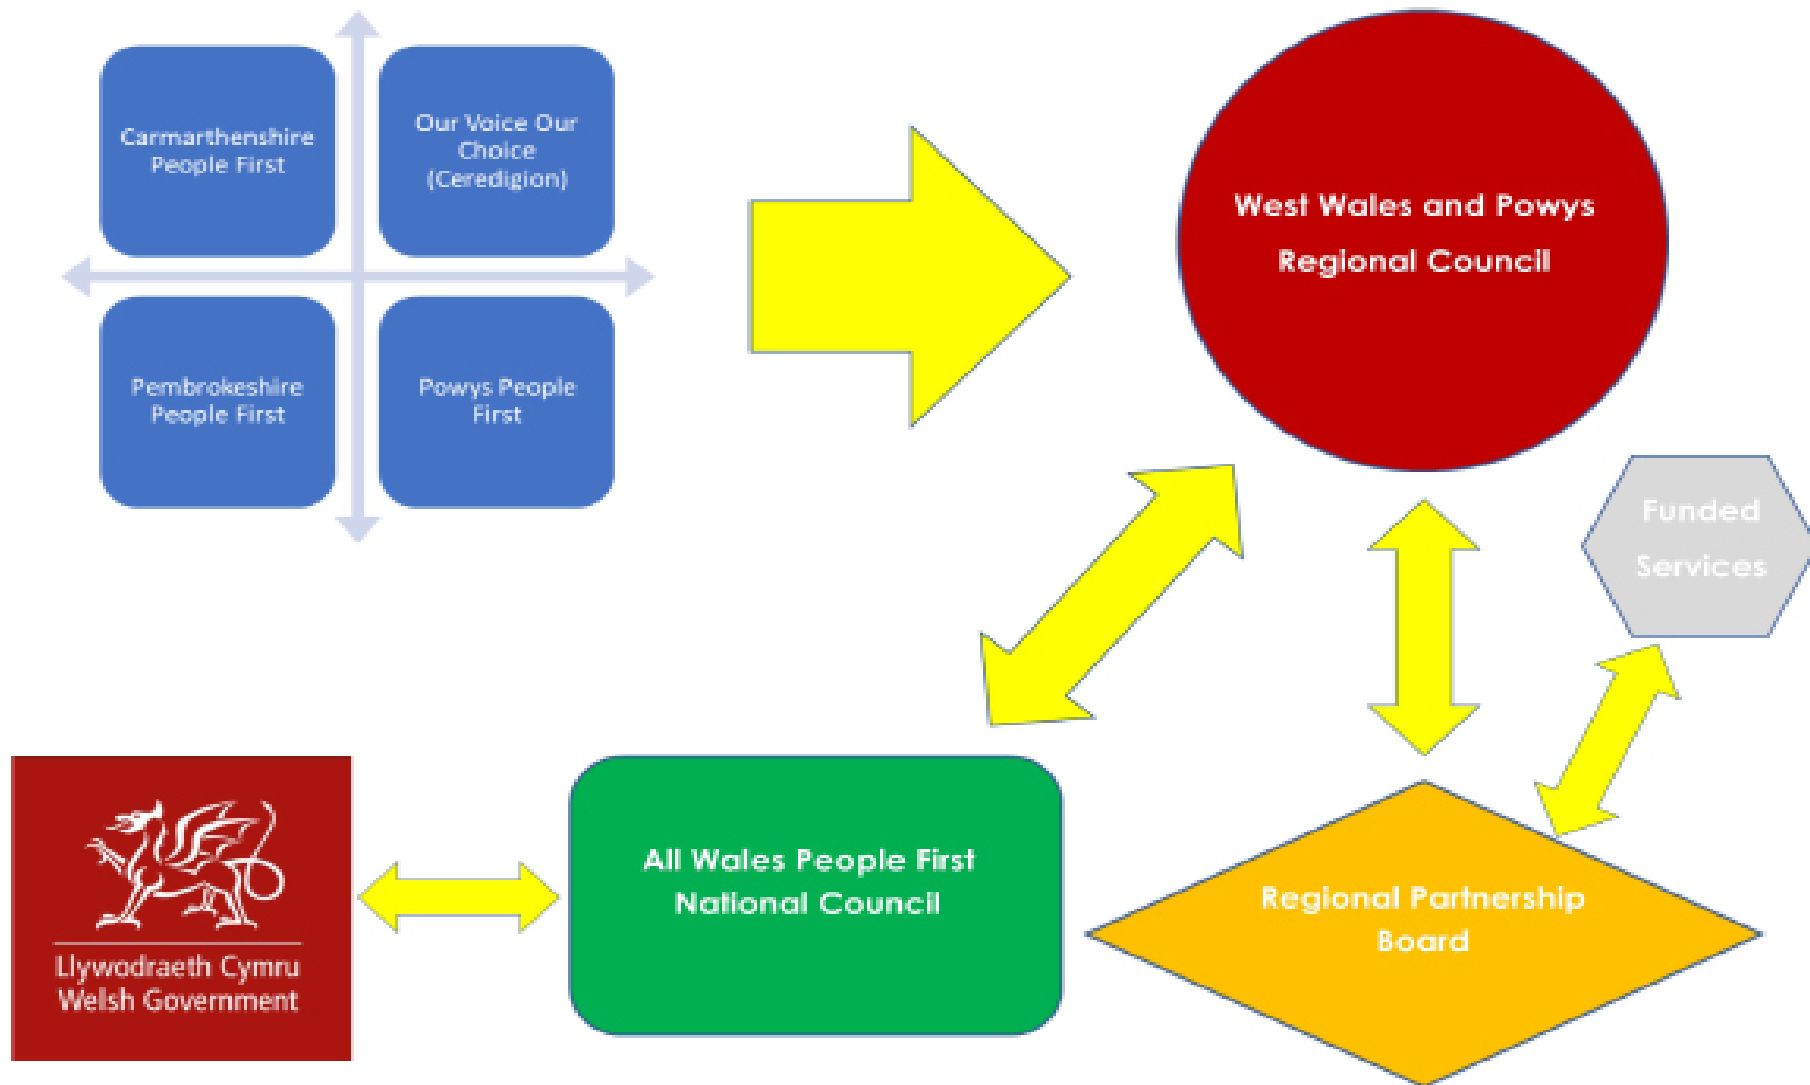 Carmarthenshire
People First
Our Voice Our
Choice
(Ceredigion)
Pembrokeshire
People First
Powys People
First
West Wales and Powys
Regional Council
Funded
Services
All Wales People First
National Council
Regional Partnership
Board
Llywodraeth Cymru
Welsh Government